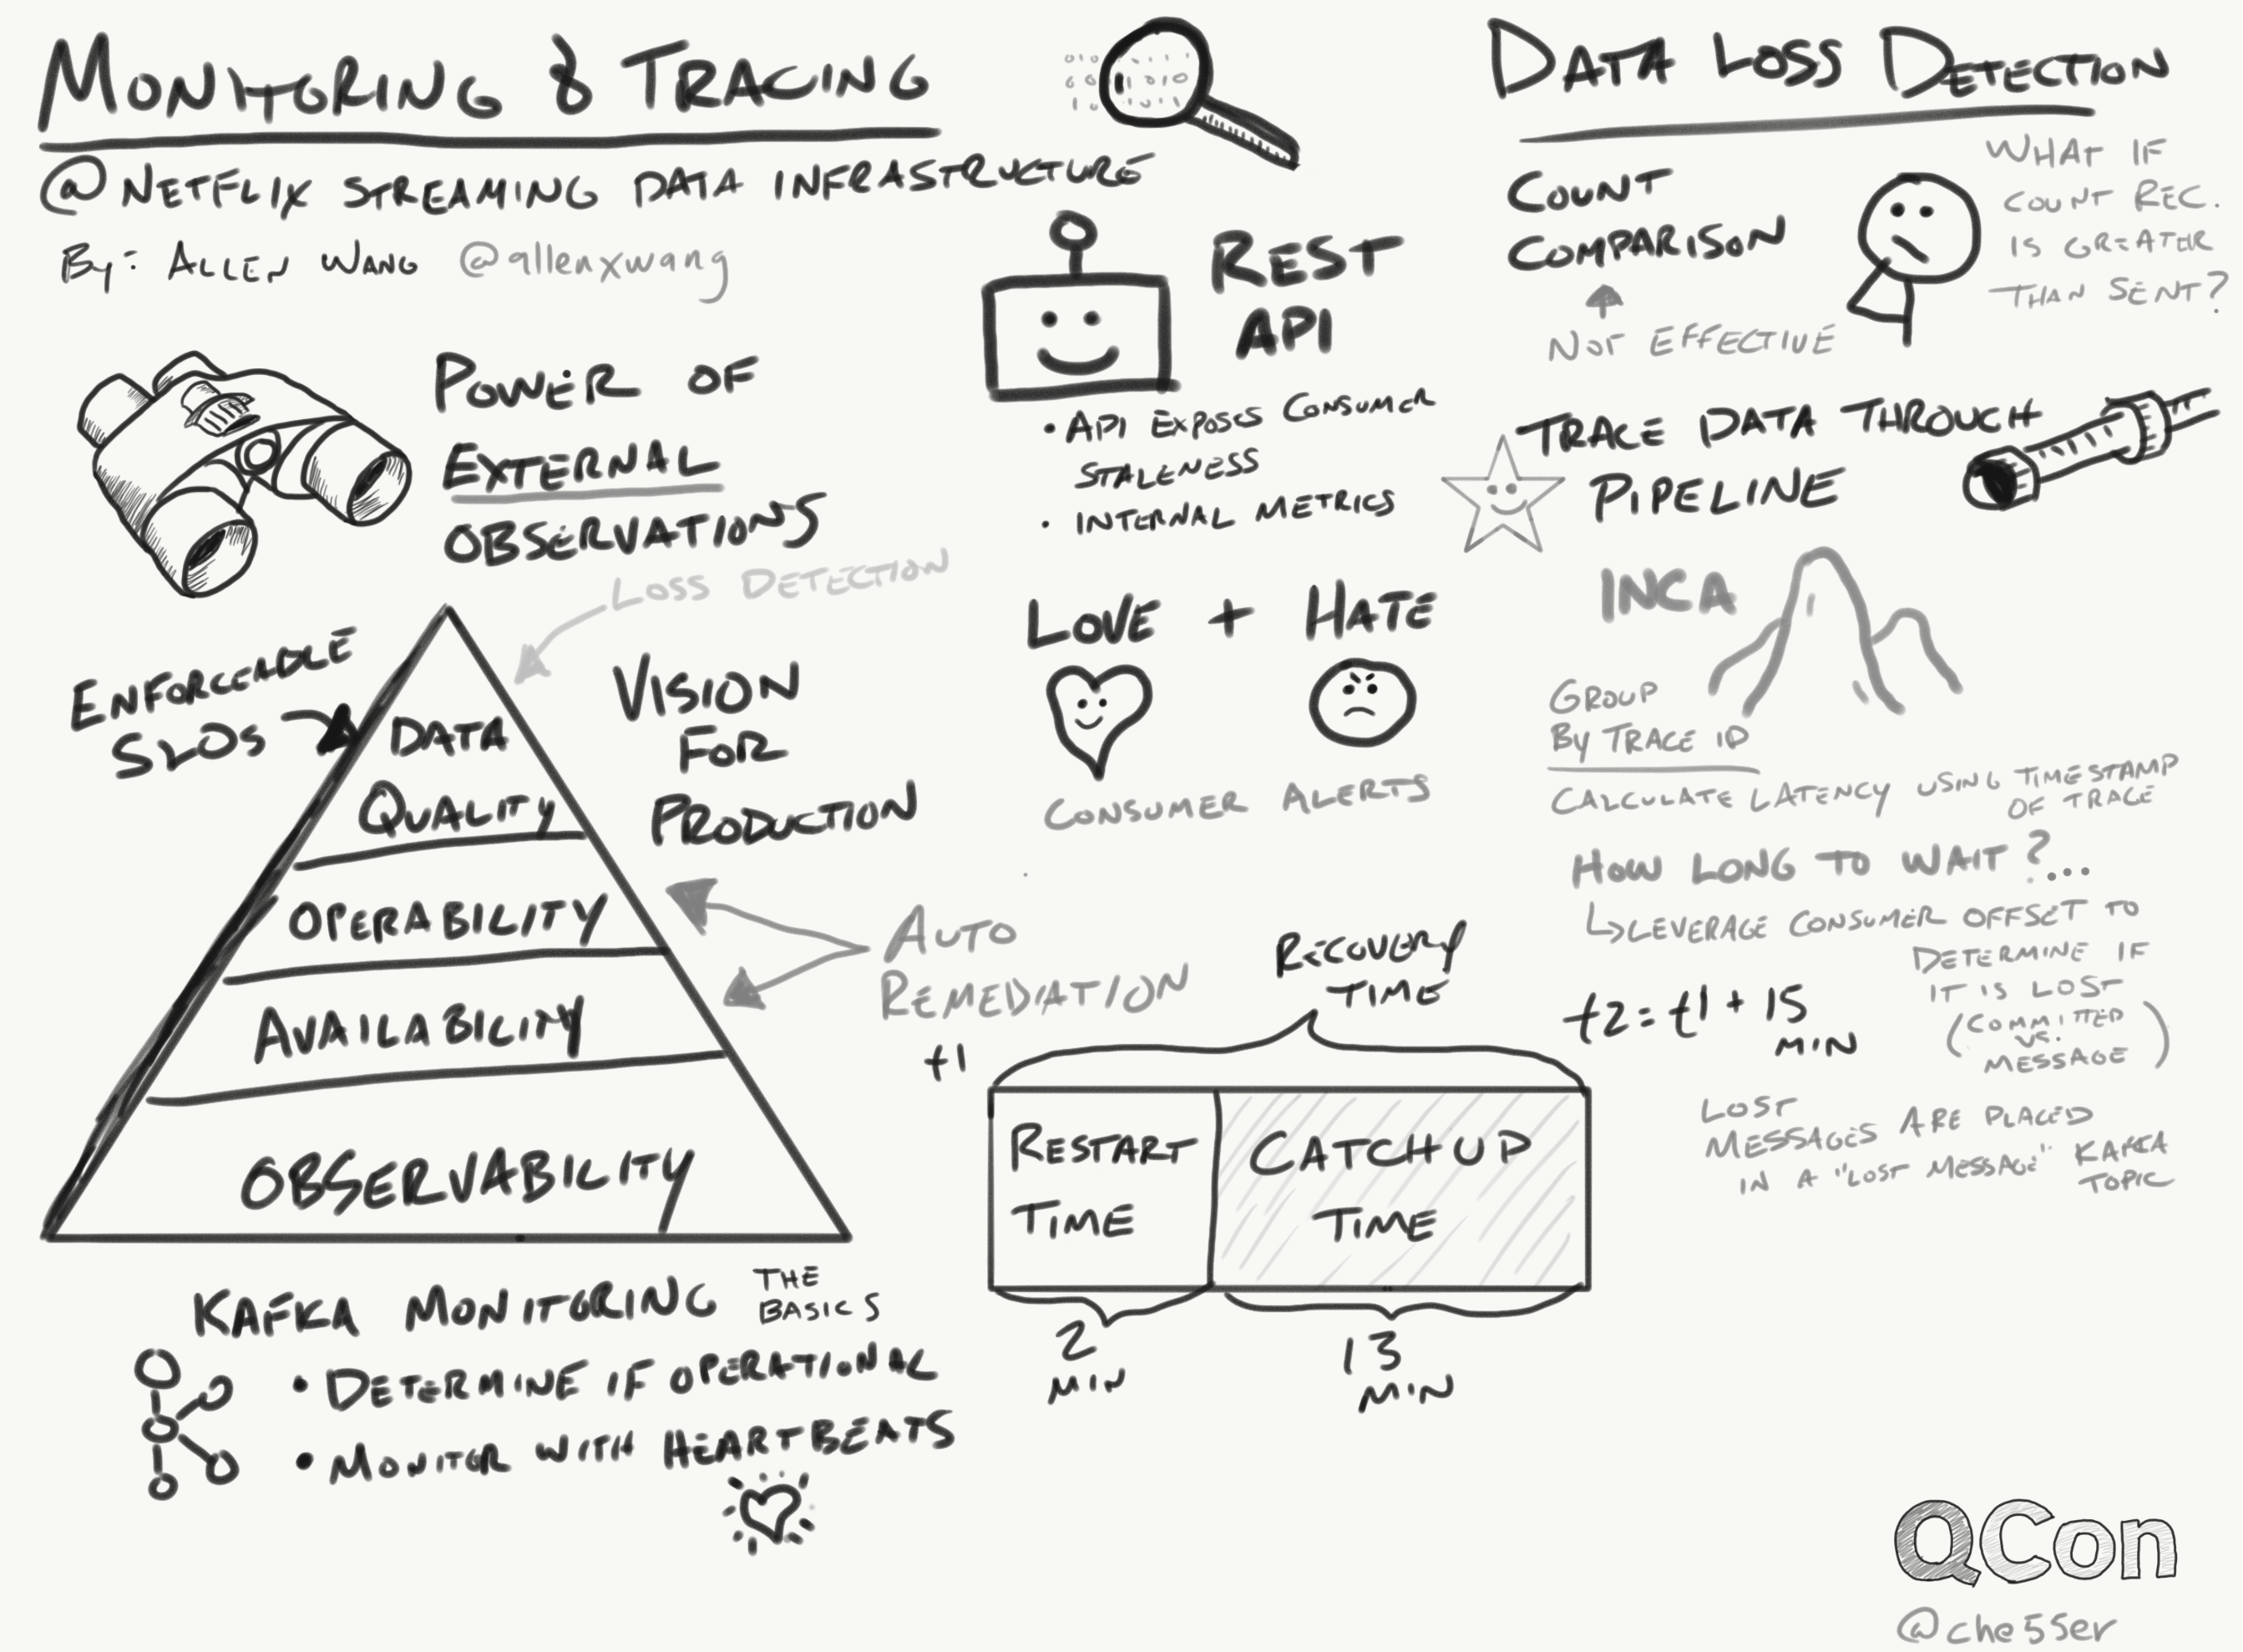 MONITORING & TRACING
@ NETFLIX STREAMING DATA INFRASTRUCTURE
BY: ALLEN WANG @allenxwang
POWER OF
EXTERNAL
OBSERVATIONS
LOSS DETECTION
ENFORCEABLE
SLOS
VISION
FOR
PRODUCTION
DATA
QUALITY
OPERABILITY
AVAILABILITY
OBSERVABILITY
AUTO
REMEDIATION
KAFKA MONITORING THE
BASICS
• DETERMINE IF OPERATIONAL
• MONITOR WITH HEARTBEATS
REST
API
• API EXPOSES CONSUMER
STALENESS
• INTERNAL METRICS
LOVE + HATE
CONSUMER ALERTS
RECOVERY
TIME
t1
t2 = t1 + 15
MIN
RESTART
TIME
CATCH UP
TIME
2
MIN
13
MIN
DATA LOSS DETECTION
COUNT
COMPARISON
NOT EFFECTIVE
WHAT IF
COUNT REC.
IS GREATER
THAN SENT?
TRACE DATA THROUGH
PIPELINE
INCA
GROUP
BY TRACE ID
CALCULATE LATENCY USING TIMESTAMP
OF TRACE
HOW LONG TO WAIT?...
LEVERAGE CONSUMER OFFSET TO
DETERMINE IF
IT IS LOST
(COMMITTED
VS.
MESSAGE)
LOST
MESSAGES ARE PLACED
IN A "LOST MESSAGE" KAFKA
TOPIC
QCon
@che55er